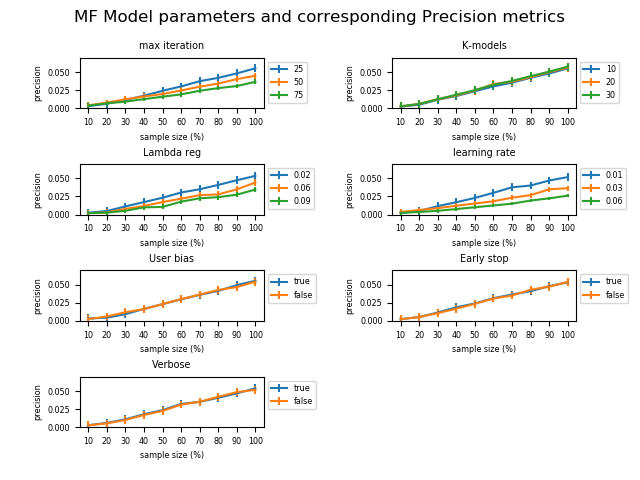 MF Model parameters and corresponding Precision metrics
max iteration
precision
0.050
0.025
0.000
10 20 30 40 50 60 70 80 90 100
sample size (%)
25
50
75
K-models
precision
0.050
0.025
0.000
10 20 30 40 50 60 70 80 90 100
sample size (%)
10
20
30
Lambda reg
precision
0.050
0.025
0.000
10 20 30 40 50 60 70 80 90 100
sample size (%)
0.02
0.06
0.09
learning rate
precision
0.050
0.025
0.000
10 20 30 40 50 60 70 80 90 100
sample size (%)
0.01
0.03
0.06
User bias
precision
0.050
0.025
0.000
10 20 30 40 50 60 70 80 90 100
sample size (%)
true
false
Early stop
precision
0.050
0.025
0.000
10 20 30 40 50 60 70 80 90 100
sample size (%)
true
false
Verbose
precision
0.050
0.025
0.000
10 20 30 40 50 60 70 80 90 100
sample size (%)
true
false